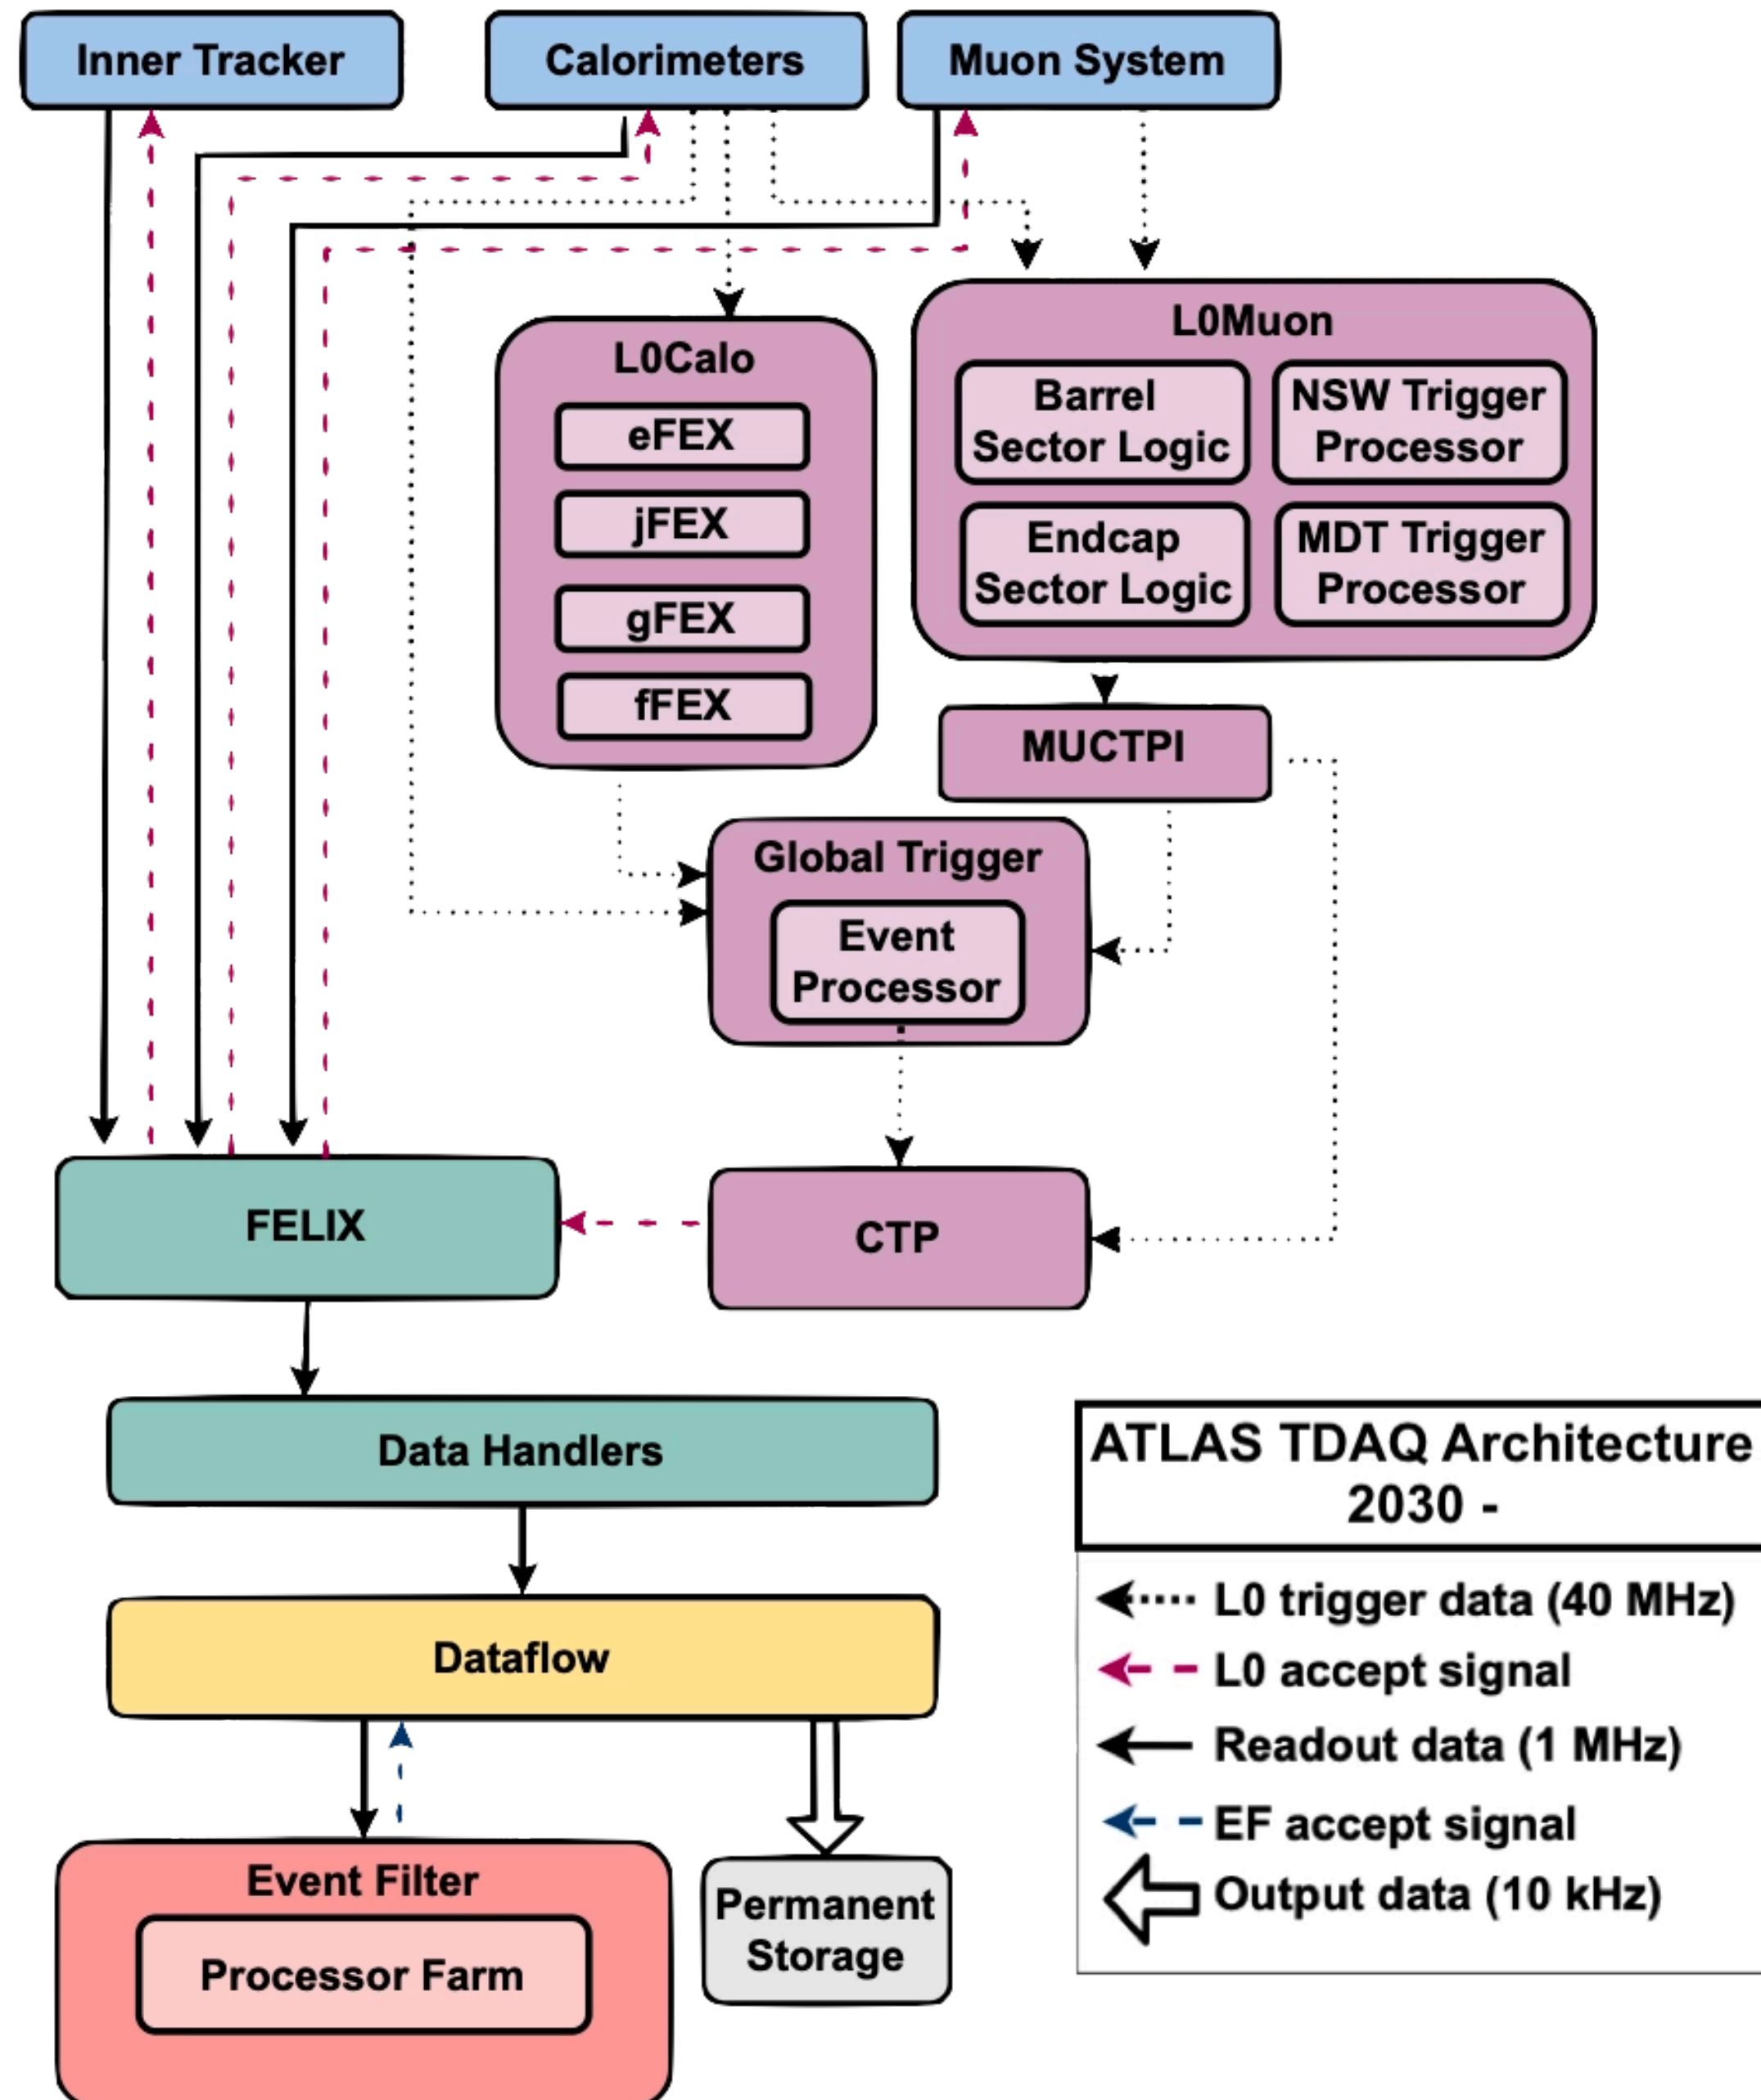 Inner Tracker
Calorimeters
Muon System
L0Calo
eFEX
jFEX
gFEX
fFEX
L0Muon
Barrel
Sector Logic
NSW Trigger
Processor
Endcap
Sector Logic
MDT Trigger
Processor
MUCTPI
Global Trigger
Event
Processor
FELIX
CTP
Data Handlers
Dataflow
Event Filter
Processor Farm
Permanent
Storage
ATLAS TDAQ Architecture
2030 -
L0 trigger data (40 MHz)
L0 accept signal
Readout data (1 MHz)
EF accept signal
Output data (10 kHz)